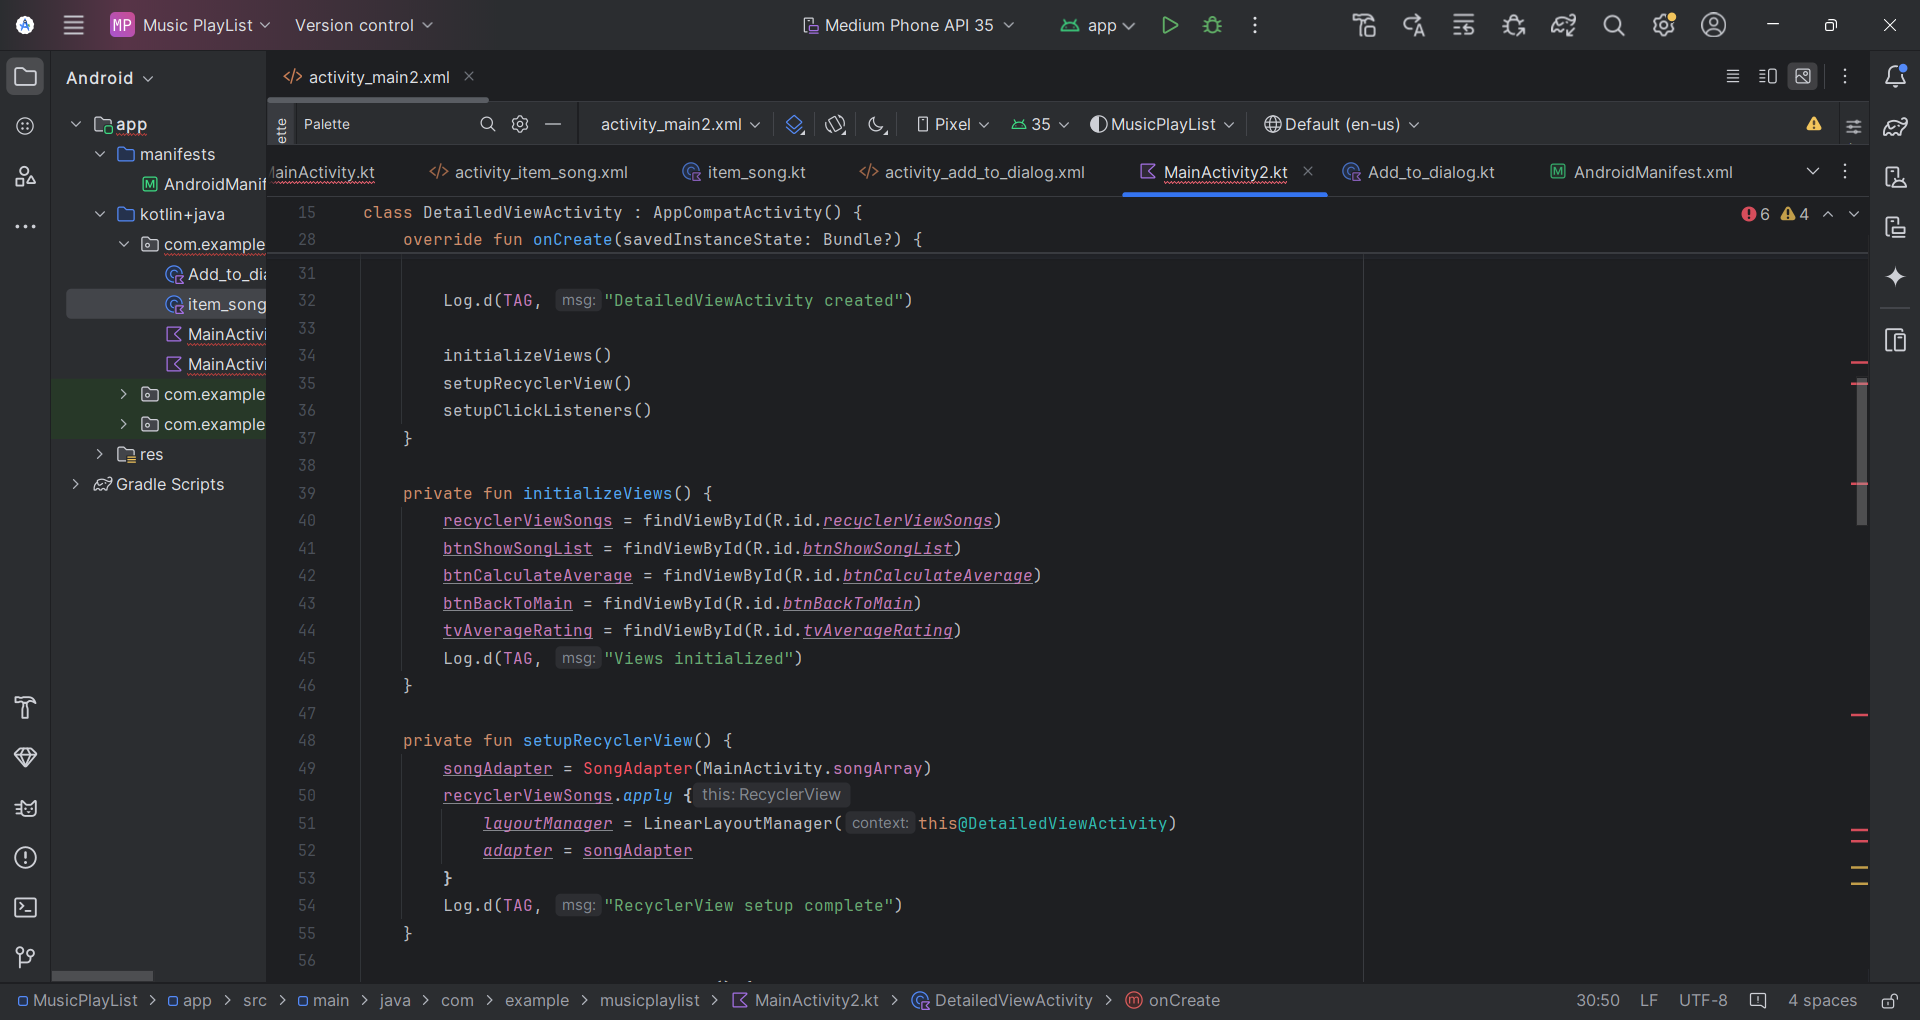 MP Music PlayList Version control Medium Phone API 35 app
Android
activity_main2.xml
Palette activity_main2.xml Pixel 35 MusicPlayList Default (en-us)
MainActivity.kt activity_item_song.xml item_song.kt activity_add_to_dialog.xml MainActivity2.kt Add_to_dialog.kt AndroidManifest.xml
app
manifests
AndroidManif
kotlin+java
com.example
Add_to_dia
item_song
MainActivi
MainActivi
com.example
com.example
res
Gradle Scripts
6 4
15 class DetailedViewActivity : AppCompatActivity() {
28 override fun onCreate(savedInstanceState: Bundle?) {
31
32 Log.d(TAG, msg: "DetailedViewActivity created")
33
34 initializeViews()
35 setupRecyclerView()
36 setupClickListeners()
37 }
38
39 private fun initializeViews() {
40 recyclerViewSongs = findViewById(R.id.recyclerViewSongs)
41 btnShowSongList = findViewById(R.id.btnShowSongList)
42 btnCalculateAverage = findViewById(R.id.btnCalculateAverage)
43 btnBackToMain = findViewById(R.id.btnBackToMain)
44 tvAverageRating = findViewById(R.id.tvAverageRating)
45 Log.d(TAG, msg: "Views initialized")
46 }
47
48 private fun setupRecyclerView() {
49 songAdapter = SongAdapter(MainActivity.songArray)
50 recyclerViewSongs.apply { this: RecyclerView
51 layoutManager = LinearLayoutManager( context: this@DetailedViewActivity)
52 adapter = songAdapter
53 }
54 Log.d(TAG, msg: "RecyclerView setup complete")
55 }
56
MusicPlayList > app > src > main > java > com > example > musicplaylist > MainActivity2.kt > DetailedViewActivity > onCreate 30:50 LF UTF-8 4 spaces